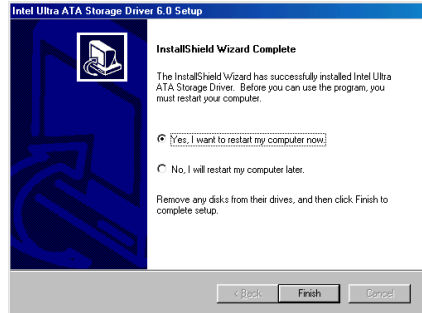 Intel Ultra ATA Storage Driver 6.0 Setup
InstallShield Wizard Complete
The InstallShield Wizard has successfully installed Intel Ultra
ATA Storage Driver. Before you can use the program, you
must restart your computer.
Yes, I want to restart my computer now.
No, I will restart my computer later.
Remove any disks from their drives, and then click Finish to
complete setup.
< Back Finish Cancel